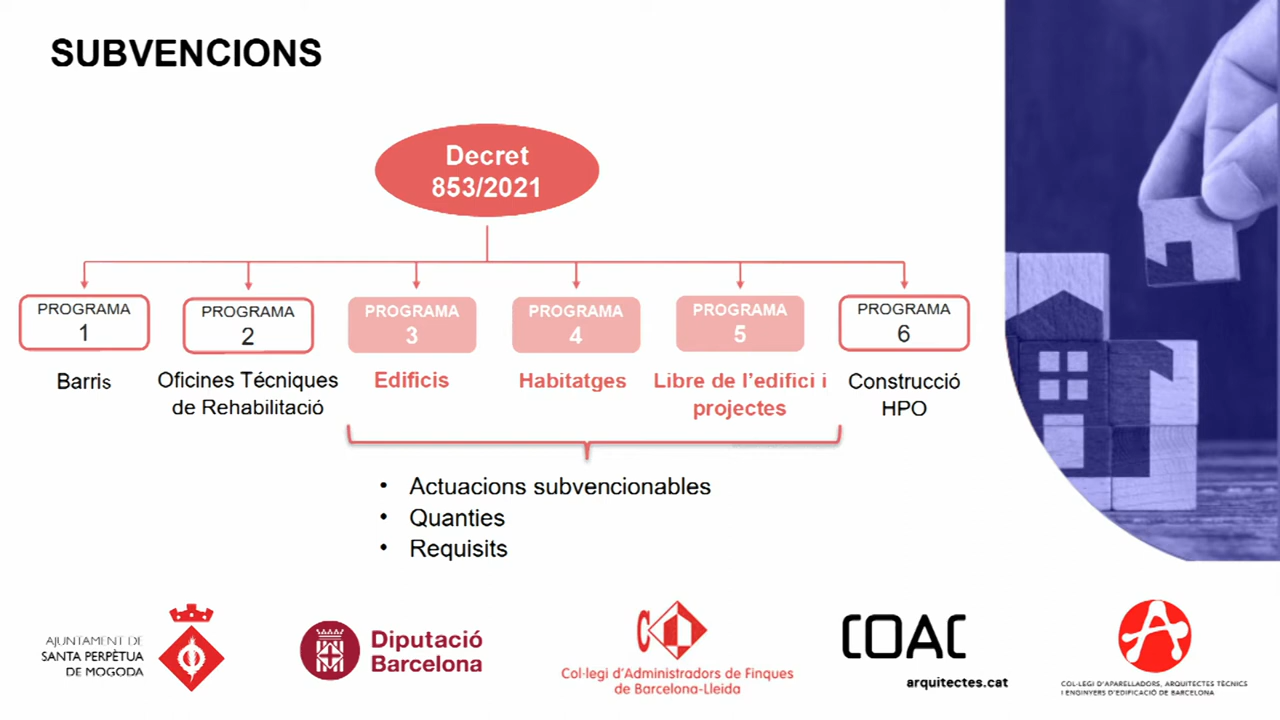 SUBVENCIONS
Decret
853/2021
PROGRAMA
1
PROGRAMA
2
PROGRAMA
3
PROGRAMA
4
PROGRAMA
5
PROGRAMA
6
Barris
Oficines Tècniques
de Rehabilitació
Edificis
Habitatges
Libre de l'edifici i
projectes
Construcció
HPO
• Actuacions subvencionables
• Quanties
• Requisits
AJUNTAMENT DE
SANTA PERPÈTUA
DE MOGODA
Diputació
Barcelona
Col·legi d'Administradors de Finques
de Barcelona-Lleida
COAC
arquitectes.cat
COL·LEGI D'APARELLADORS, ARQUITECTES TÈCNICS
I ENGINYERS D'EDIFICACIÓ DE BARCELONA